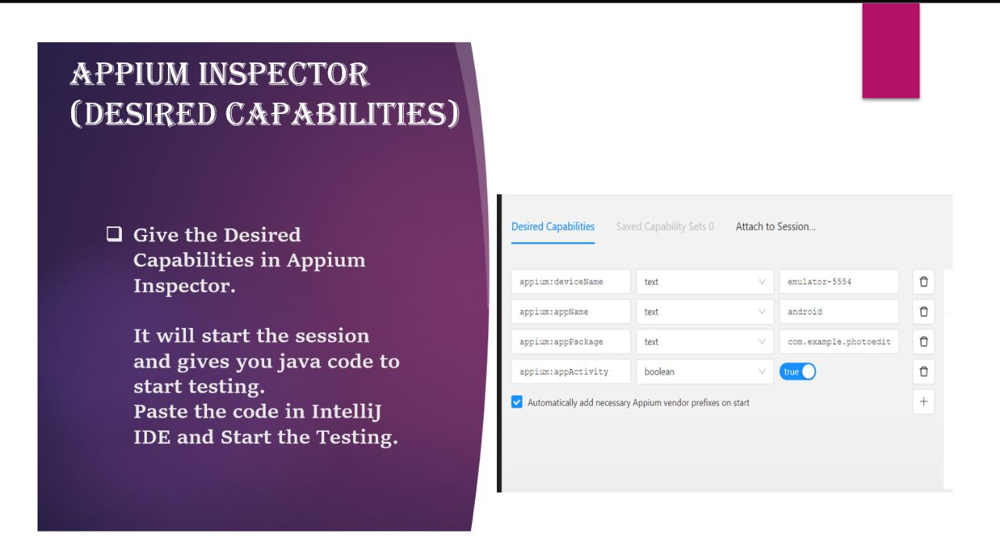 APPIUM INSPECTOR
(DESIRED CAPABILITIES)
Give the Desired
Capabilities in Appium
Inspector.
It will start the session
and gives you java code to
start testing.
Paste the code in IntelliJ
IDE and Start the Testing.
Desired Capabilities Saved Capability Sets 0 Attach to Session...
appium:deviceName text emulator-5554
appium:appName text android
appium:appPackage text com.example.photoedit
appium:appActivity boolean true
Automatically add necessary Appium vendor prefixes on start